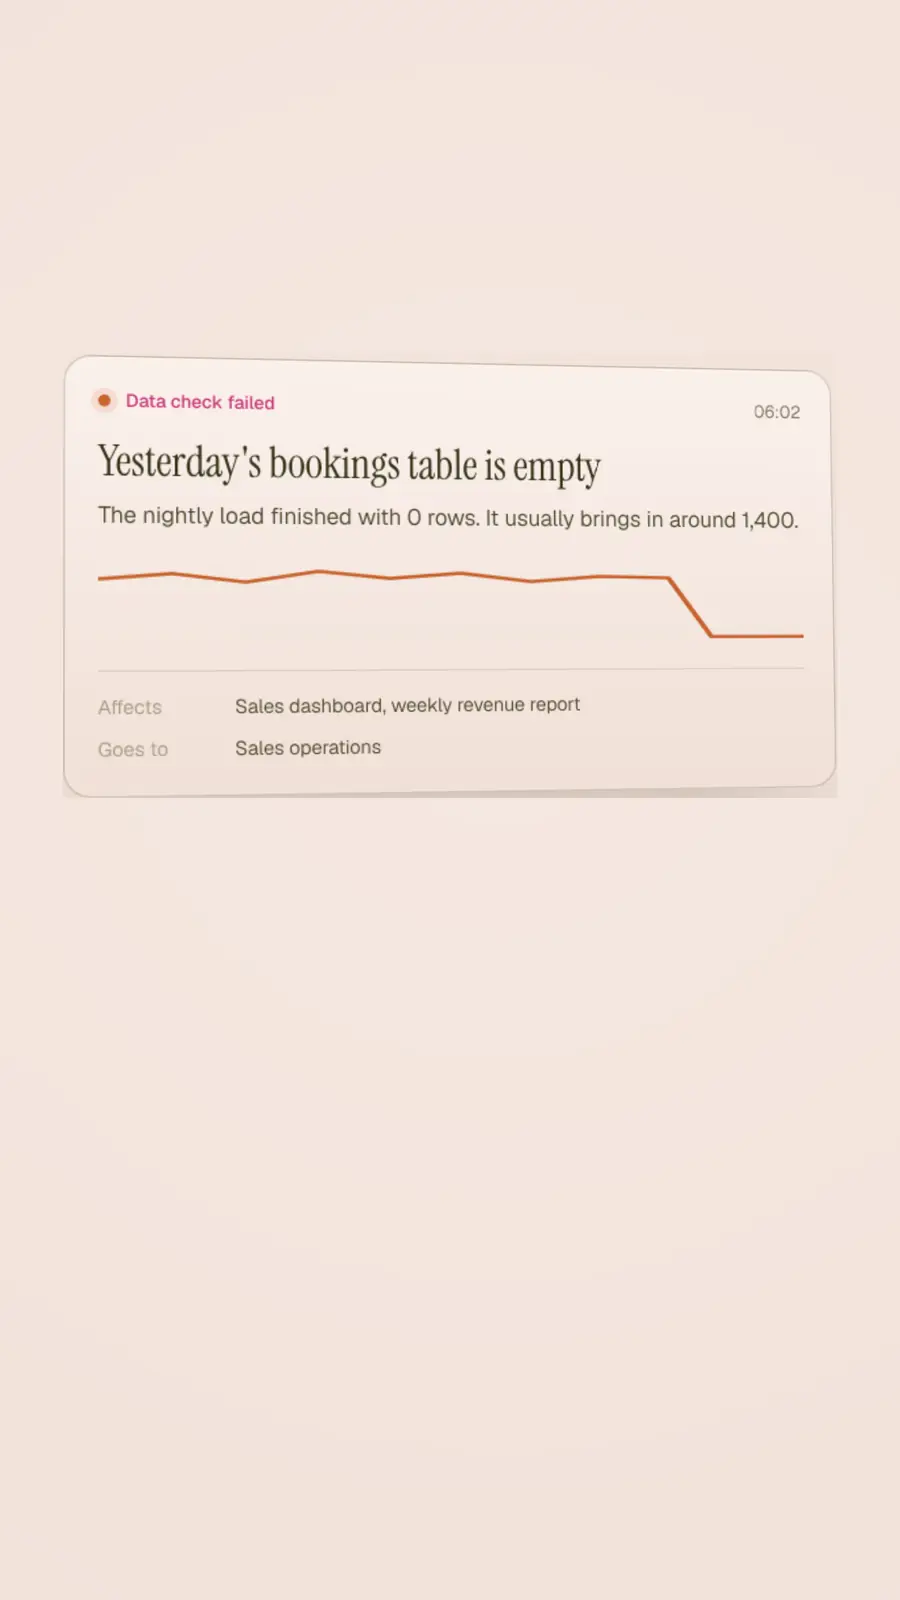 Data check failed
06:02
Yesterday's bookings table is empty
The nightly load finished with 0 rows. It usually brings in around 1,400.
Affects
Sales dashboard, weekly revenue report
Goes to
Sales operations